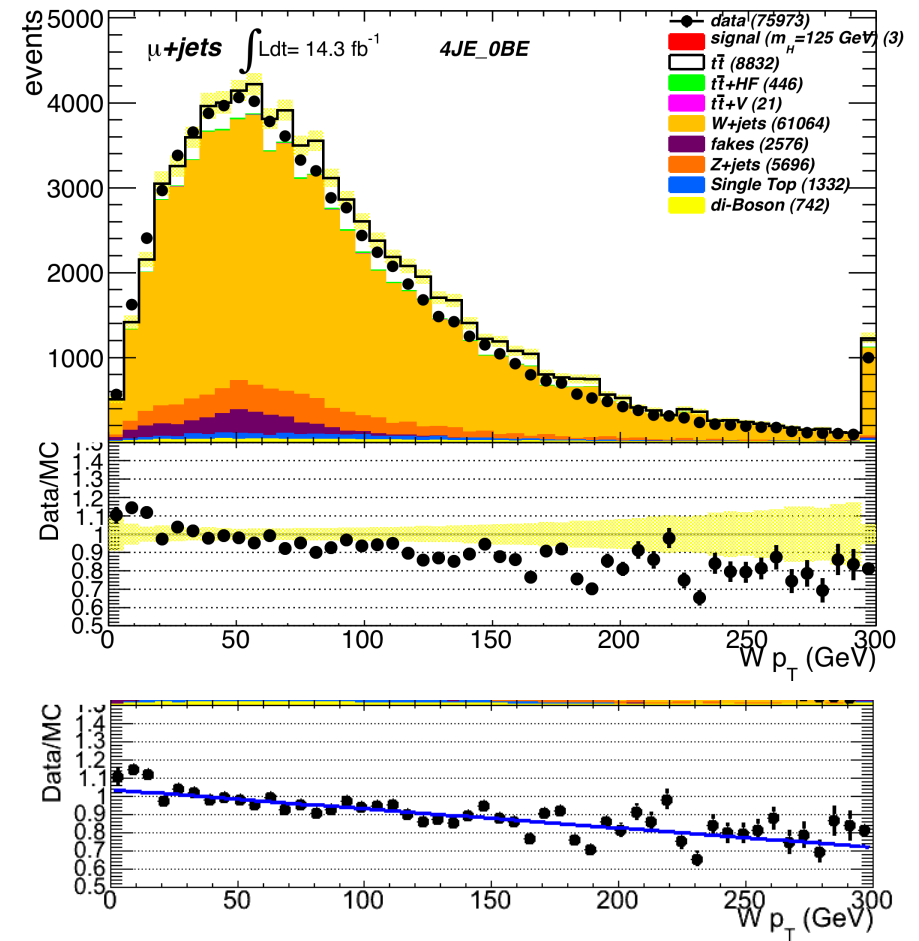 events
μ+jets ∫Ldt= 14.3 fb⁻¹ 4JE_0BE
data (75973)
signal (m_H=125 GeV) (3)
tt̄ (8832)
tt̄+HF (446)
tt̄+V (21)
W+jets (61064)
fakes (2576)
Z+jets (5696)
Single Top (1332)
di-Boson (742)
4000
3000
2000
1000
Data/MC
1.5
1.4
1.3
1.2
1.1
1
0.9
0.8
0.7
0.6
0.5
0 50 100 150 200 250 300
W p_T (GeV)
Data/MC
1.5
1.4
1.3
1.2
1.1
1
0.9
0.8
0.7
0.6
0.5
0 50 100 150 200 250 300
W p_T (GeV)